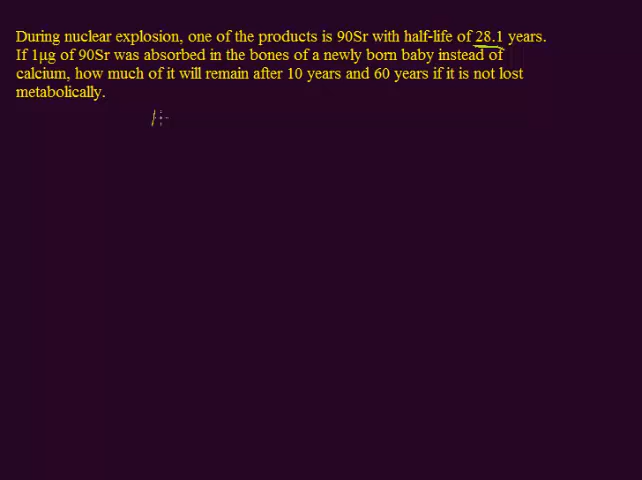 During nuclear explosion, one of the products is 90Sr with half-life of 28.1 years.
If 1μg of 90Sr was absorbed in the bones of a newly born baby instead of
calcium, how much of it will remain after 10 years and 60 years if it is not lost
metabolically.